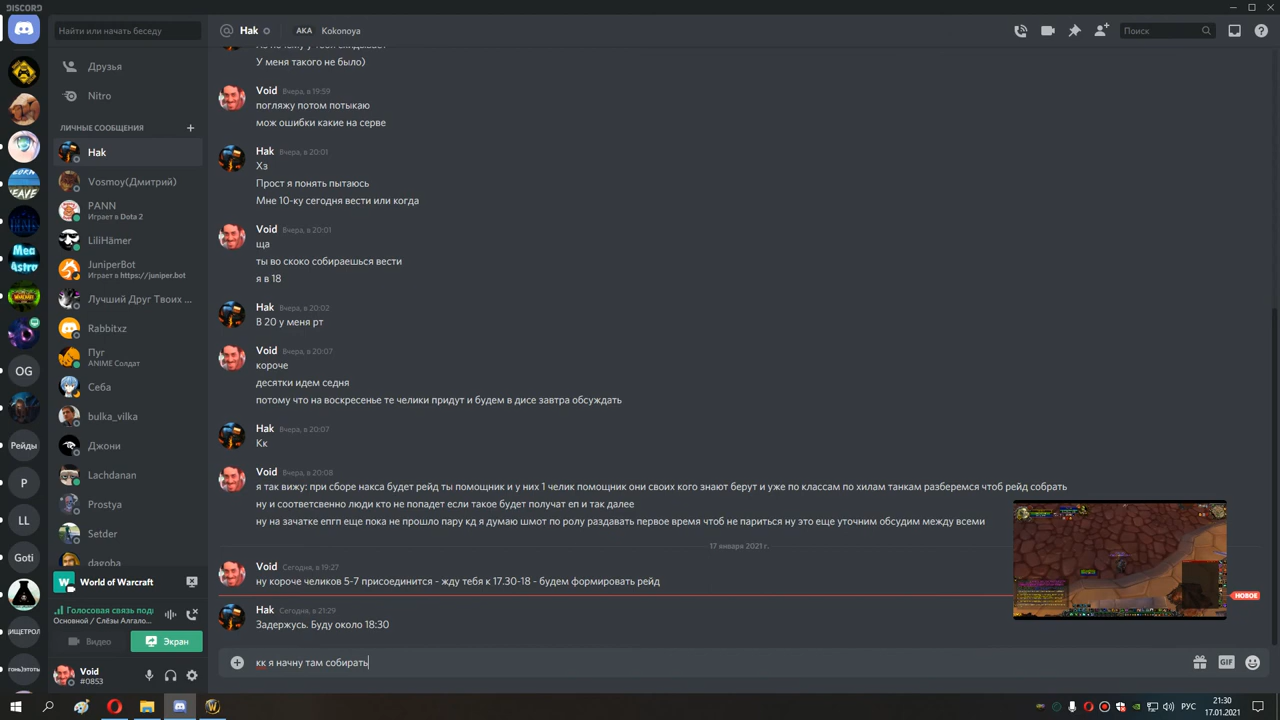 DISCORD
Найти или начать беседу
Друзья
Nitro
ЛИЧНЫЕ СООБЩЕНИЯ
Hak
Vosmoy(Дмитрий)
PANN
Играет в Dota 2
LiliHämer
JuniperBot
Играет в https://juniper.bot
Лучший Друг Твоих ...
Rabbitxz
Пуг
ANIME Солдат
Себа
bulka_vilka
Джони
Lachdanan
Prostya
Setder
dagoba
OG
Рейды
P
LL
Goti
World of Warcraft
Голосовая связь под
Основной / Слёзы Алгало
Видео
Экран
Void
#0853
Hak
AKA
Kokonoya
Поиск
У меня такого не было)
Void Вчера, в 19:59
погляжу потом потыкаю
мож ошибки какие на серве
Hak Вчера, в 20:01
Хз
Прост я понять пытаюсь
Мне 10-ку сегодня вести или когда
Void Вчера, в 20:01
ща
ты во скоко собираешься вести
я в 18
Hak Вчера, в 20:02
В 20 у меня рт
Void Вчера, в 20:07
короче
десятки идем седня
потому что на воскресенье те челики придут и будем в дисе завтра обсуждать
Hak Вчера, в 20:07
Кк
Void Вчера, в 20:08
я так вижу: при сборе накса будет рейд ты помощник и у них 1 челик помощник они своих кого знают берут и уже по классам по хилам танкам разберемся чтоб рейд собрать
ну и соответсвенно люди кто не попадет если такое будет получат еп и так далее
ну на зачатке епгп еще пока не прошло пару кд я думаю шмот по ролу раздавать первое время чтоб не париться ну это еще уточним обсудим между всеми
17 января 2021 г.
Void Сегодня, в 19:27
ну короче челиков 5-7 присоединится - жду тебя к 17.30-18 - будем формировать рейд
НОВОЕ
Hak Сегодня, в 21:29
Задержусь. Буду около 18:30
кк я начну там собирать
GIF
РУС
21:30
17.01.2021